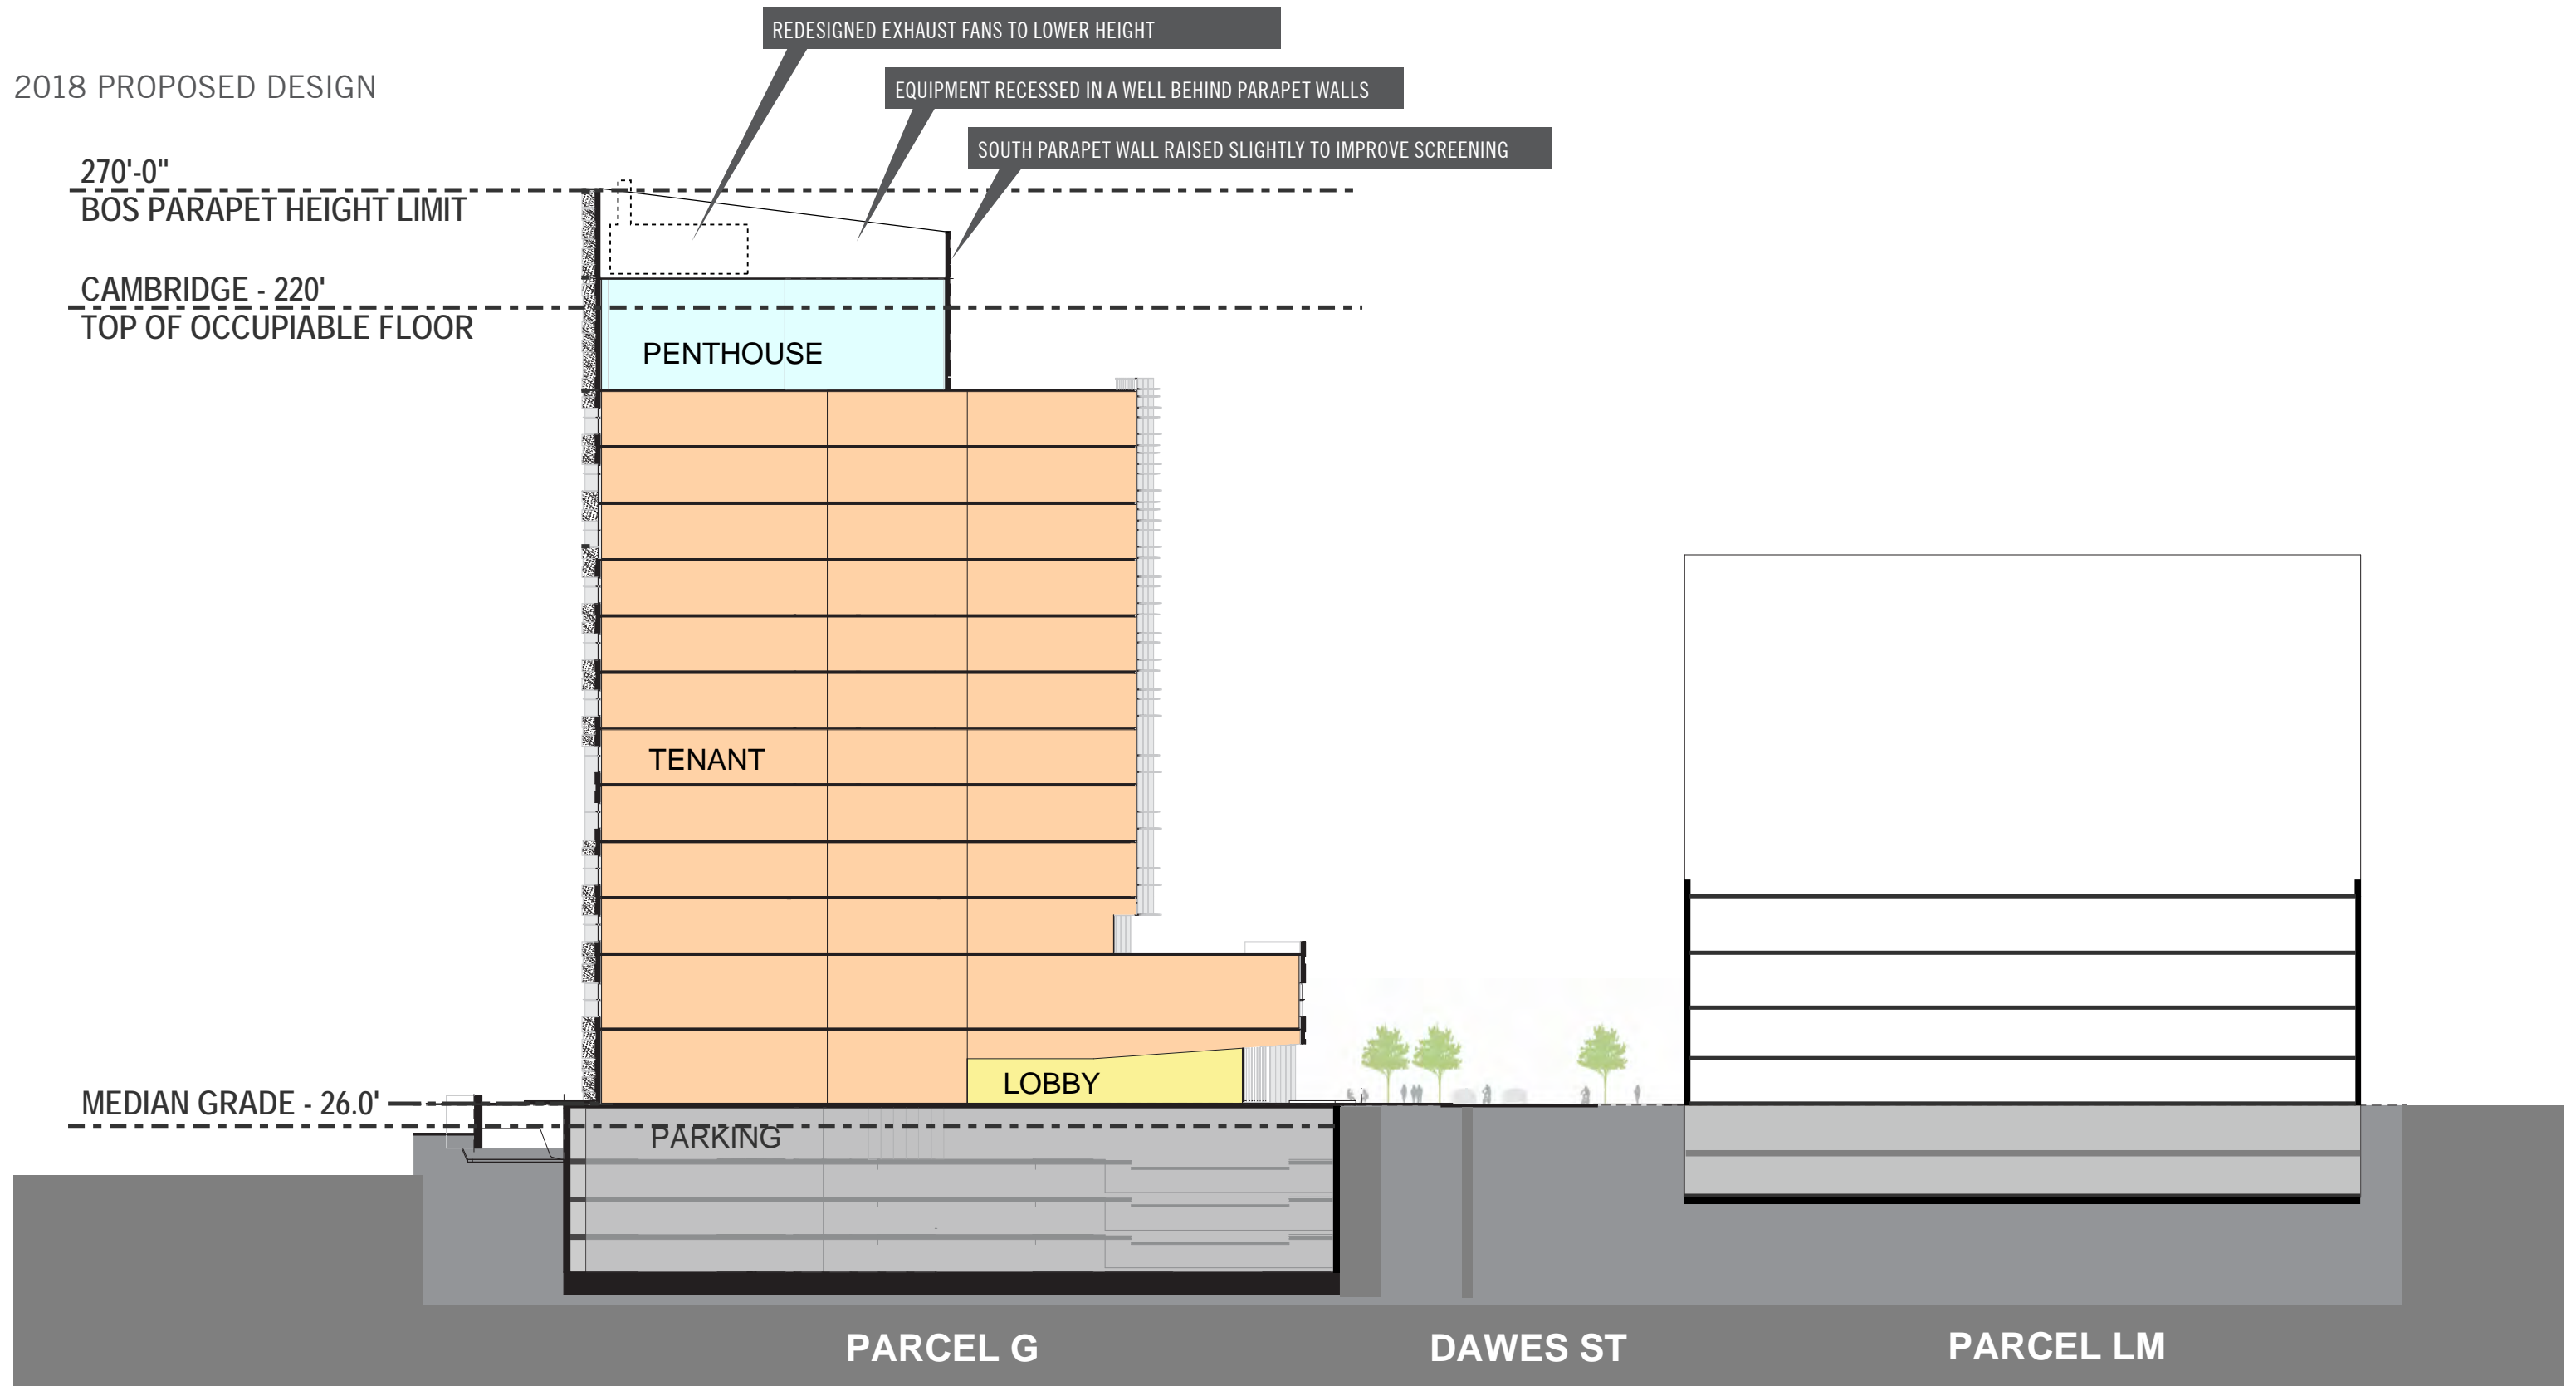 REDESIGNED EXHAUST FANS TO LOWER HEIGHT
2018 PROPOSED DESIGN
EQUIPMENT RECESSED IN A WELL BEHIND PARAPET WALLS
SOUTH PARAPET WALL RAISED SLIGHTLY TO IMPROVE SCREENING
270'-0"
BOS PARAPET HEIGHT LIMIT
CAMBRIDGE - 220'
TOP OF OCCUPIABLE FLOOR
PENTHOUSE
TENANT
LOBBY
MEDIAN GRADE - 26.0'
PARKING
PARCEL G
DAWES ST
PARCEL LM